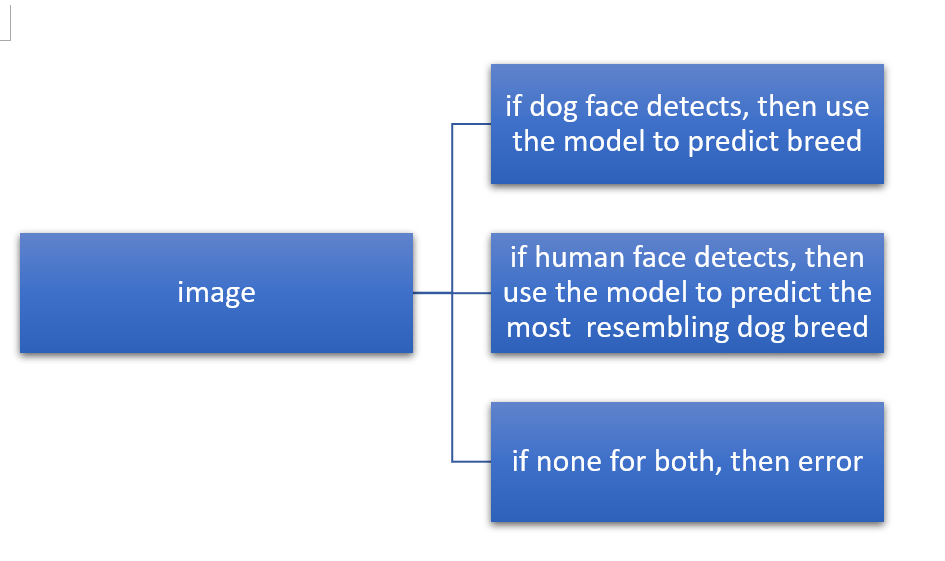 image
if dog face detects, then use
the model to predict breed
if human face detects, then
use the model to predict the
most  resembling dog breed
if none for both, then error